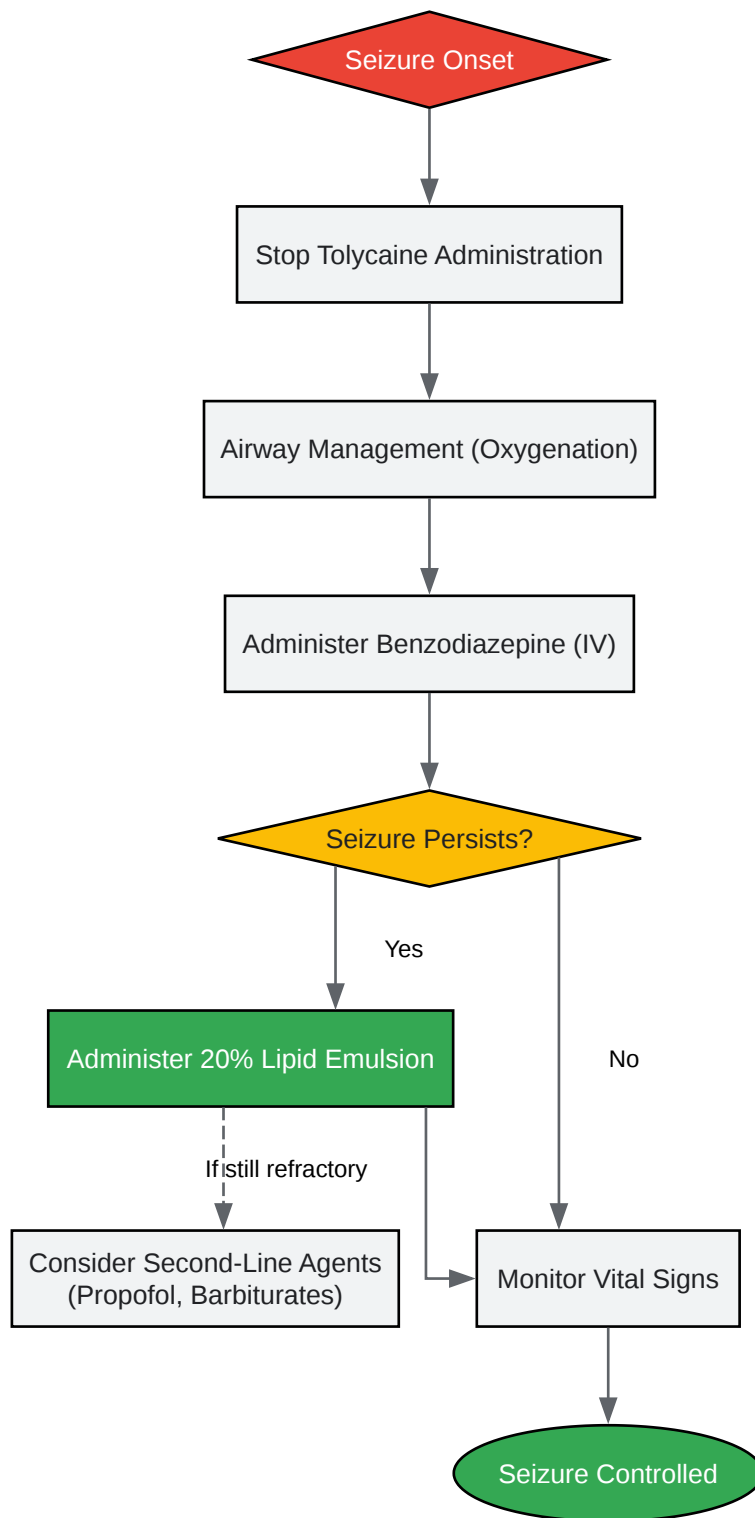 Seizure Onset
Stop Tolycaine Administration
Airway Management (Oxygenation)
Administer Benzodiazepine (IV)
Seizure Persists?
Yes
Administer 20% Lipid Emulsion
No
If still refractory
Consider Second-Line Agents
(Propofol, Barbiturates)
Monitor Vital Signs
Seizure Controlled